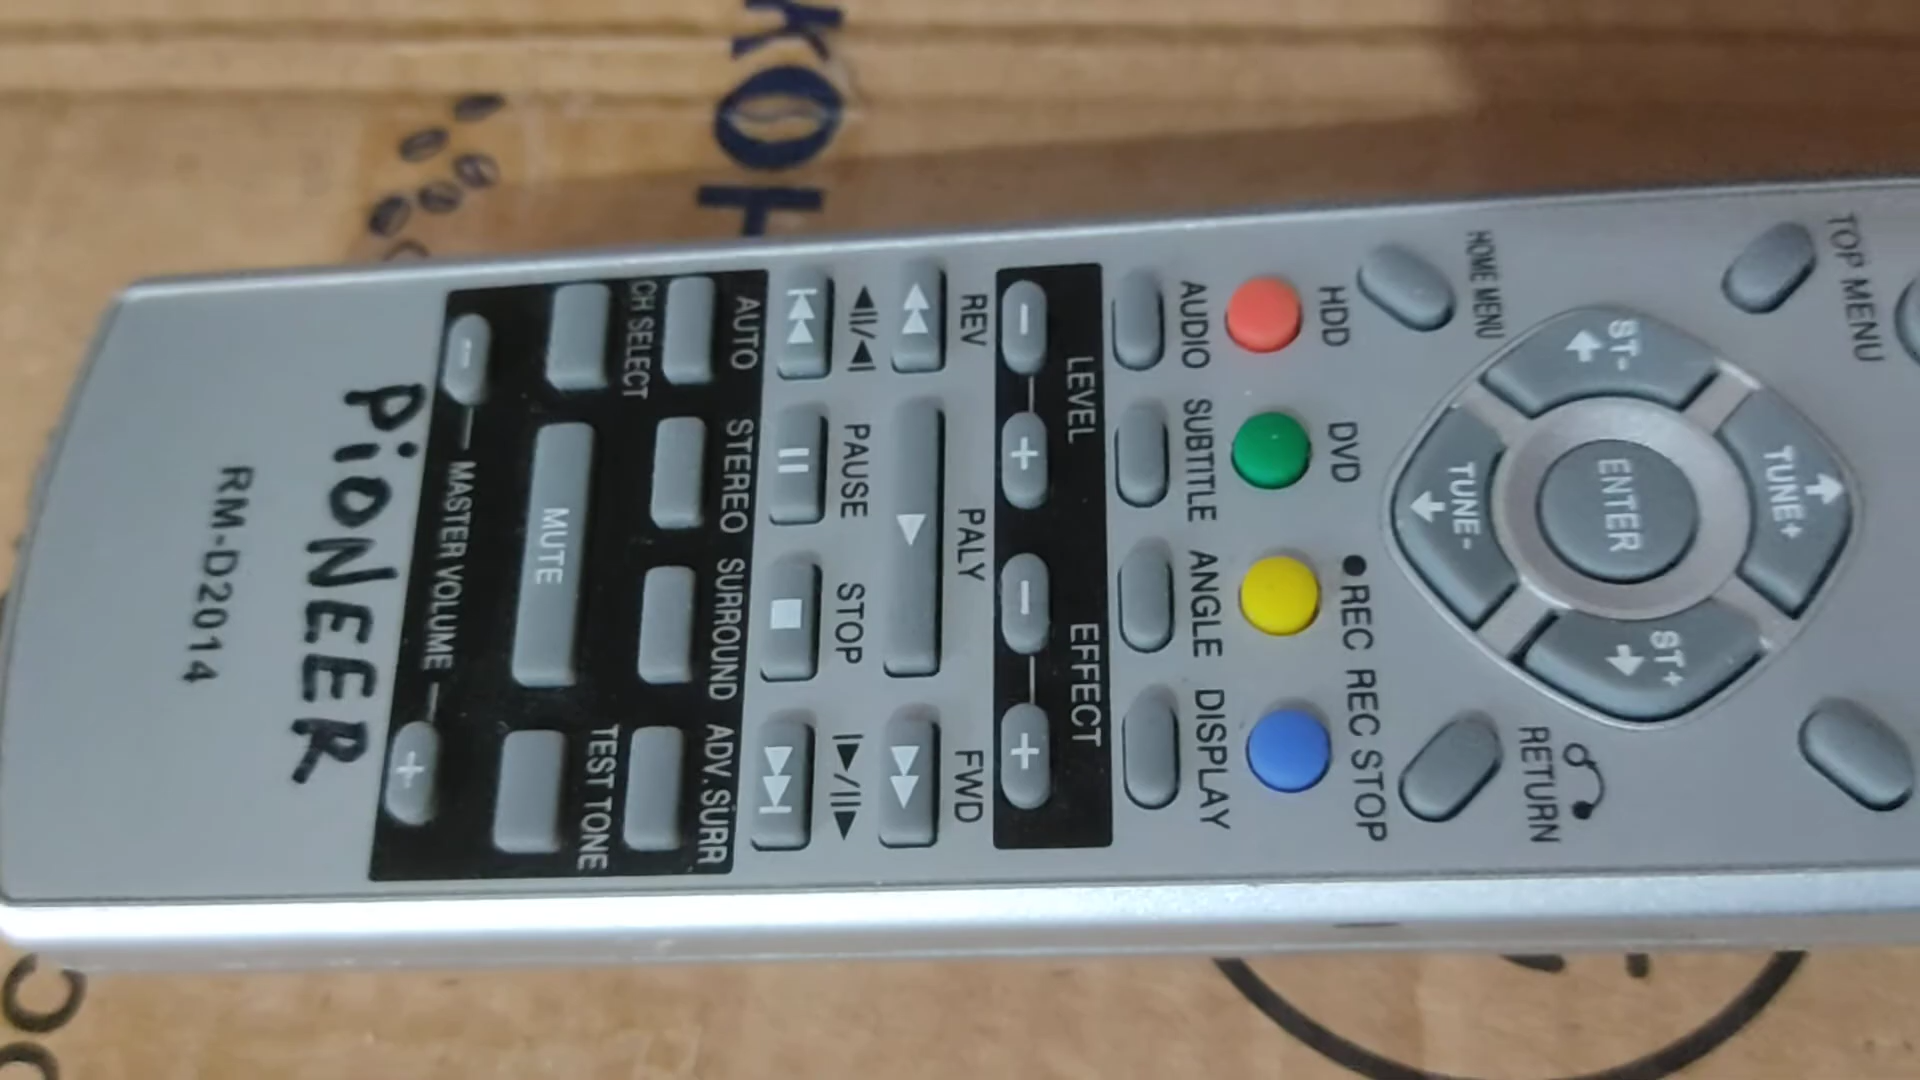 TOP MENU
HOME MENU
ST-
TUNE-
ENTER
TUNE+
ST+
RETURN
HDD DVD ●REC REC STOP
AUDIO SUBTITLE ANGLE DISPLAY
LEVEL EFFECT
- + - +
REV PALY FWD
PAUSE STOP
AUTO STEREO SURROUND ADV.SURR
CH SELECT TEST TONE
MUTE
- MASTER VOLUME +
PiONEER
RM-D2014